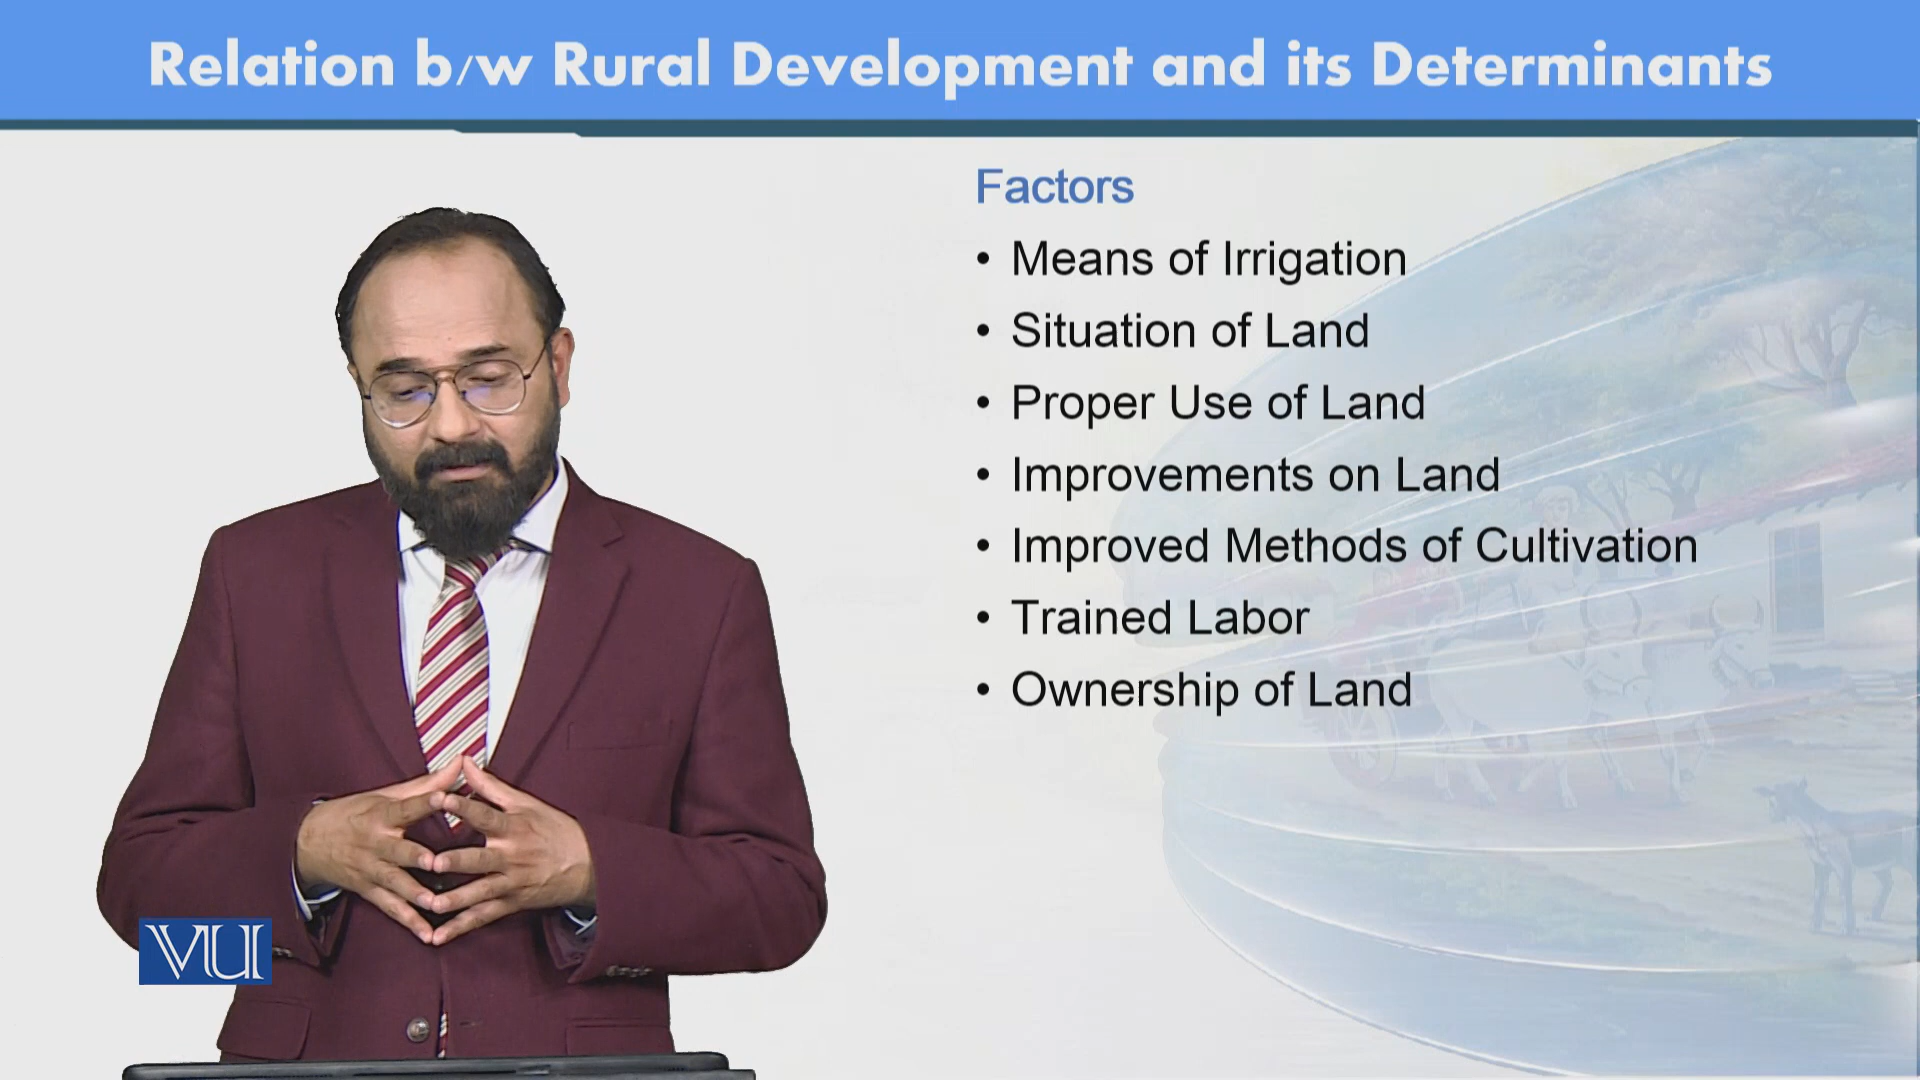 Relation b/w Rural Development and its Determinants
Factors
• Means of Irrigation
• Situation of Land
• Proper Use of Land
• Improvements on Land
• Improved Methods of Cultivation
• Trained Labor
• Ownership of Land
VU